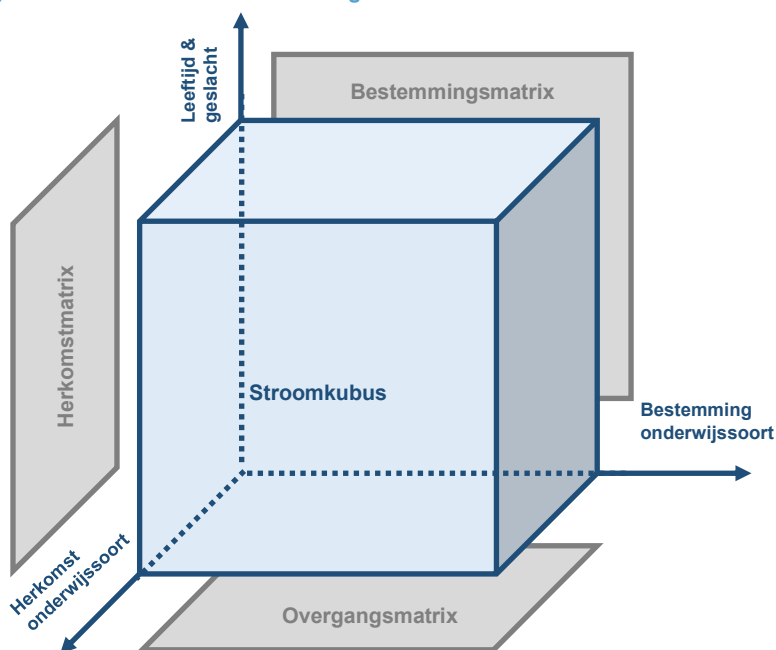 Leeftijd &
geslacht
Bestemmingsmatrix
Herkomstmatrix
Stroomkubus
Bestemming
onderwijssoort
Herkomst
onderwijssoort
Overgangsmatrix